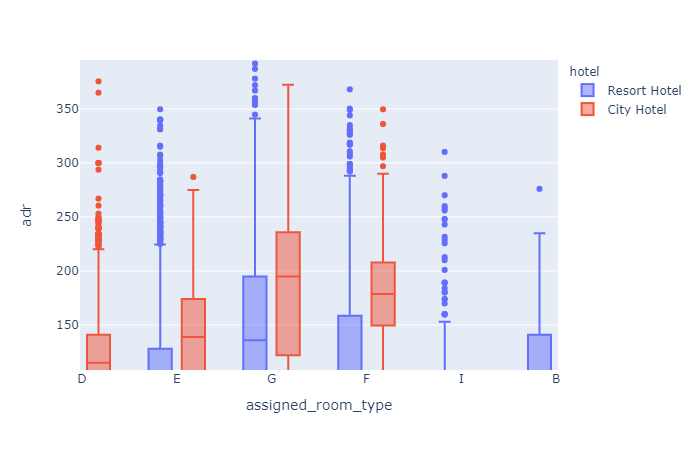 hotel
Resort Hotel
City Hotel
350
300
250
200
150
adr
D E G F I B
assigned_room_type